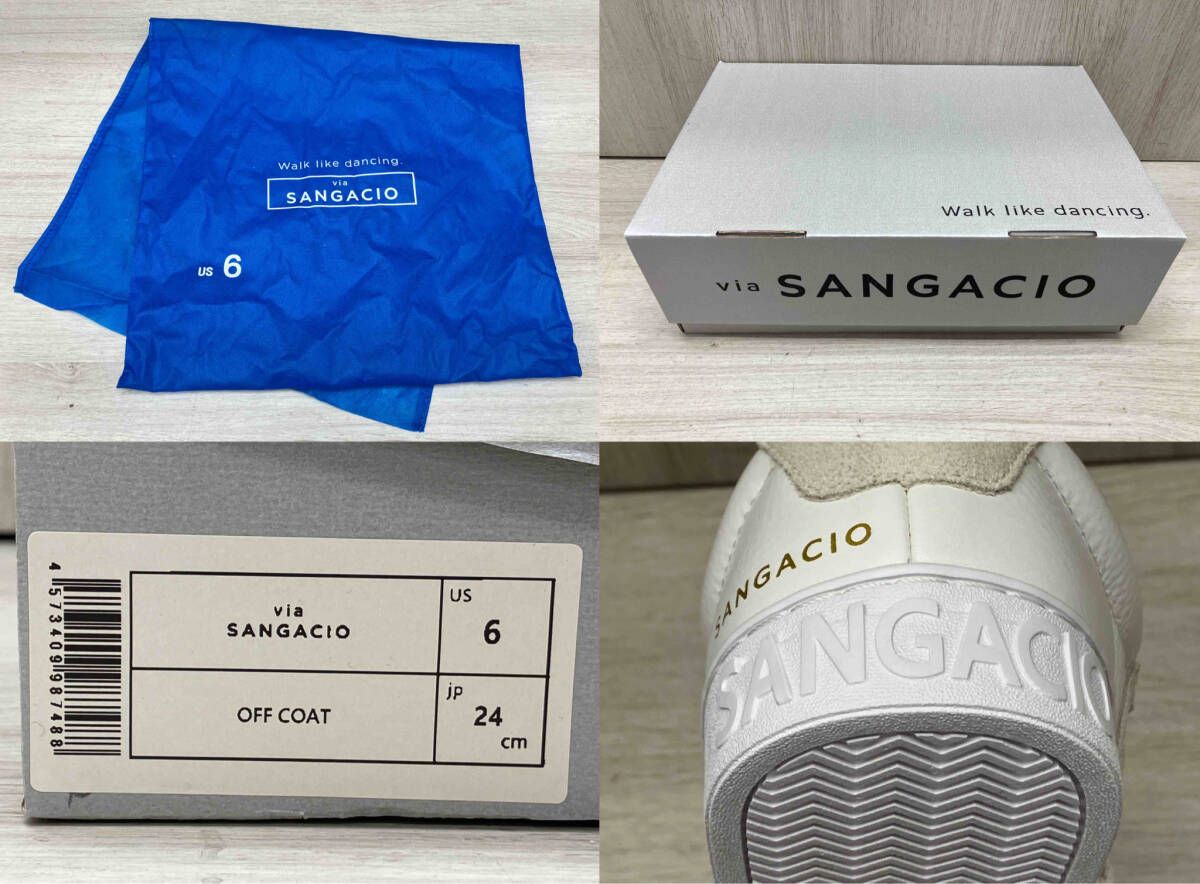 Walk like dancing.
via
SANGACIO
US 6
Walk like dancing.
via SANGACIO
4573409987488
via
SANGACIO
US
6
OFF COAT
jp
24
cm
SANGACIO
SANGACIO